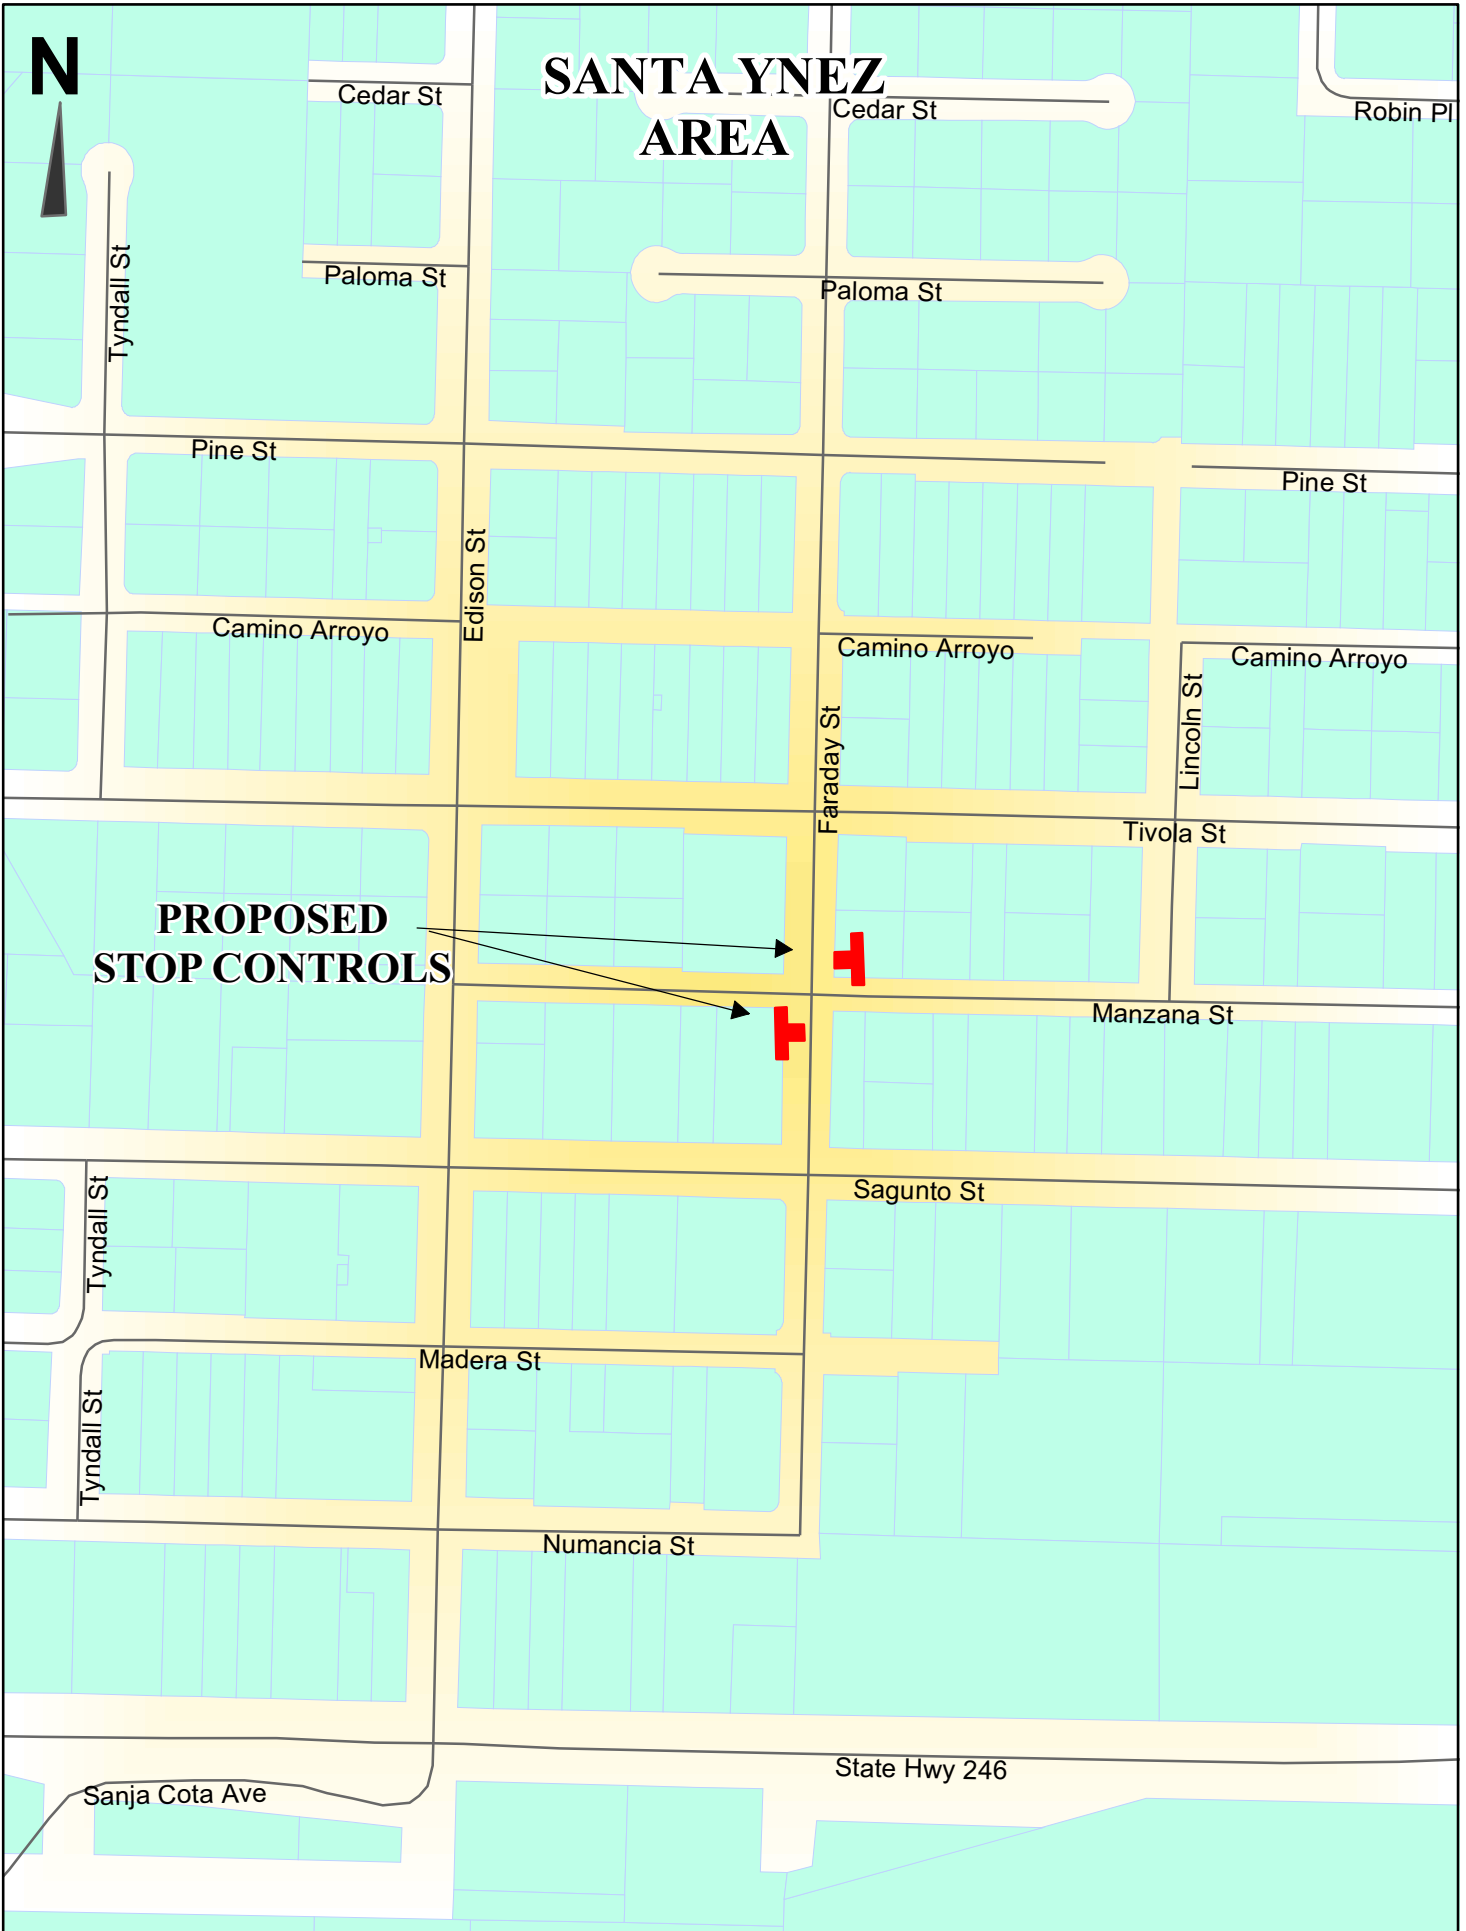 N
SANTA YNEZ
AREA
Cedar St
Cedar St
Robin Pl
Tyndall St
Paloma St
Paloma St
Pine St
Pine St
Edison St
Camino Arroyo
Camino Arroyo
Camino Arroyo
Lincoln St
Faraday St
Tivola St
PROPOSED
STOP CONTROLS
Manzana St
Tyndall St
Sagunto St
Madera St
Tyndall St
Numancia St
State Hwy 246
Sanja Cota Ave